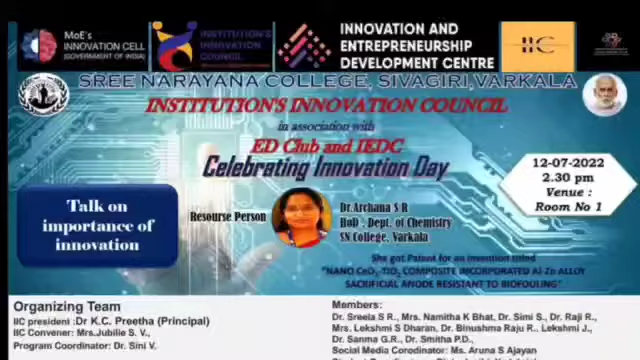 MoE's
INNOVATION CELL
(GOVERNMENT OF INDIA)
INSTITUTION'S
INNOVATION
COUNCIL
INNOVATION AND
ENTREPRENEURSHIP
DEVELOPMENT CENTRE
IIC
SREE NARAYANA COLLEGE, SIVAGIRI,VARKALA
INSTITUTION'S INNOVATION COUNCIL
in association with
ED Club and IEDC
Celebrating Innovation Day
12-07-2022
2.30 pm
Venue :
Room No 1
Talk on
importance of
innovation
Resourse Person
Dr.Archana S R
HoD , Dept. of Chemistry
SN College, Varkala
She got Patent for an invention titled
"NANO CeO2-TiO2 COMPOSITE INCORPORATED Al-Zn ALLOY
SACRIFICIAL ANODE RESISTANT TO BIOFOULING"
Organizing Team
IIC president :Dr K.C. Preetha (Principal)
IIC Convener: Mrs.Jubilie S. V.,
Program Coordinator: Dr. Sini V.
Members:
Dr. Sreela S R., Mrs. Namitha K Bhat, Dr. Simi S., Dr. Raji R.,
Mrs. Lekshmi S Dharan, Dr. Binushma Raju R.. Lekshmi J.,
Dr. Sanma G.R., Dr. Smitha P.D.,
Social Media Corodinator: Ms. Aruna S Ajayan